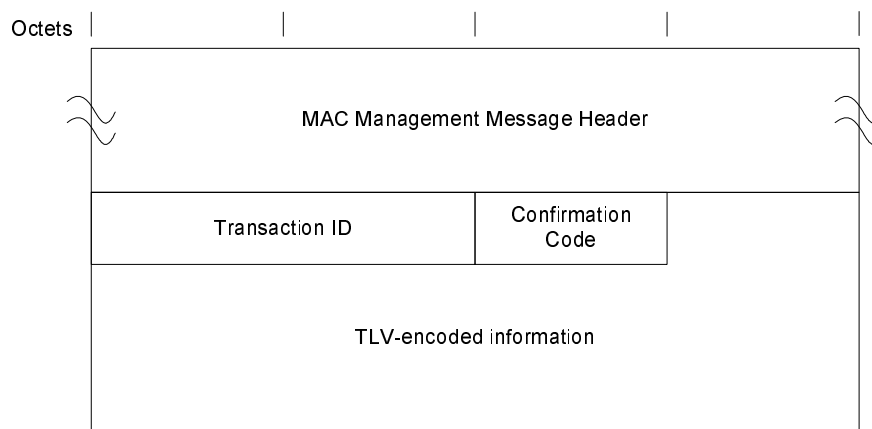 Octets
MAC Management Message Header
Transaction ID
Confirmation
Code
TLV-encoded information